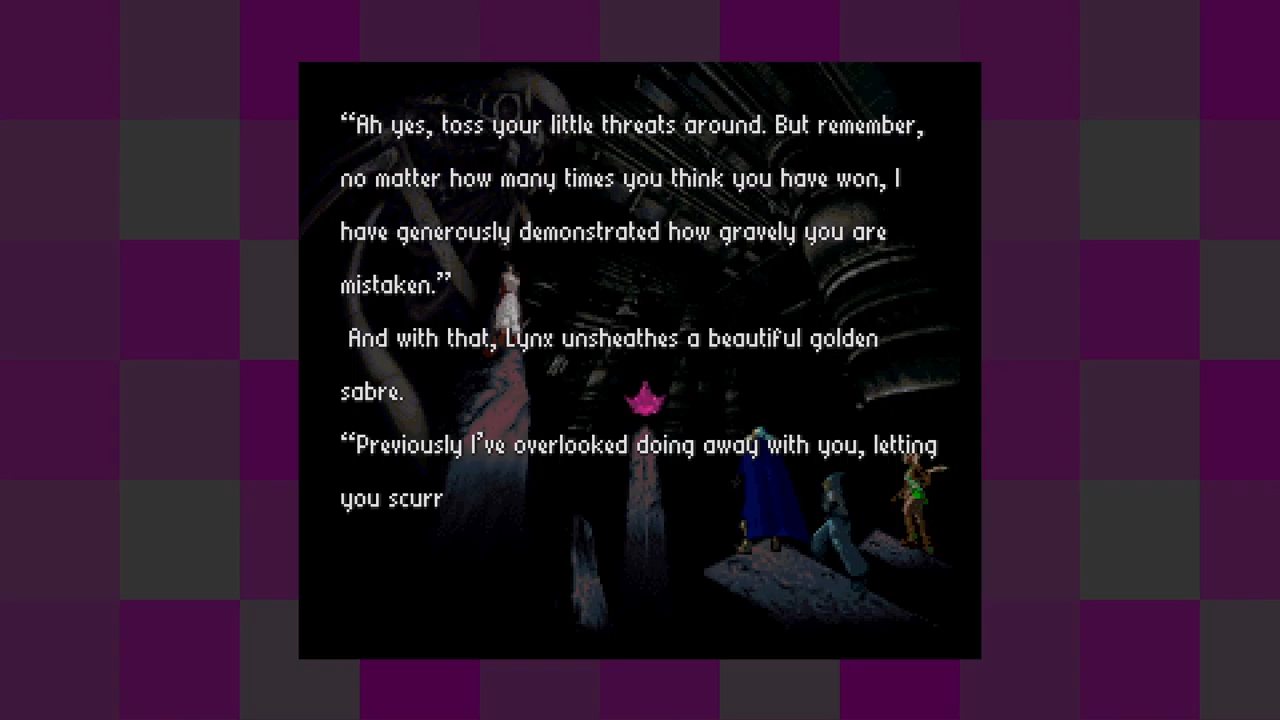 “Ah yes, toss your little threats around. But remember,
no matter how many times you think you have won, I
have generously demonstrated how gravely you are
mistaken.”
And with that, Lynx unsheathes a beautiful golden
sabre.
“Previously I’ve overlooked doing away with you, letting
you scurr